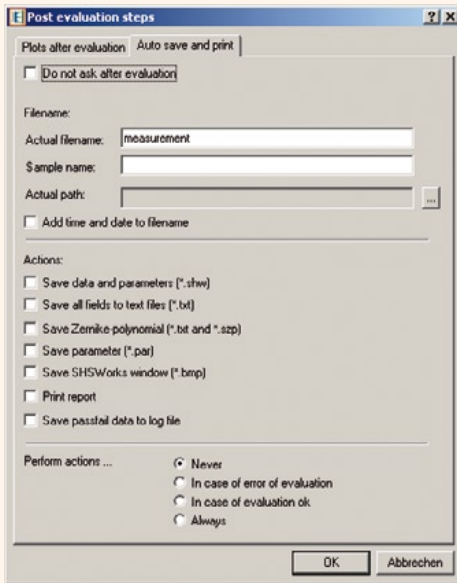 Post evaluation steps
Plots after evaluation Auto save and print
Do not ask after evaluation
Filename:
Actual filename: measurement
Sample name:
Actual path: ...
Add time and date to filename
Actions:
Save data and parameters (*.shw)
Save all fields to text files (*.txt)
Save Zernike-polynomial (*.txt and *.szp)
Save parameter (*.par)
Save SHSWorks window (*.bmp)
Print report
Save passfail data to log file
Perform actions ... Never
In case of error of evaluation
In case of evaluation ok
Always
OK Abbrechen